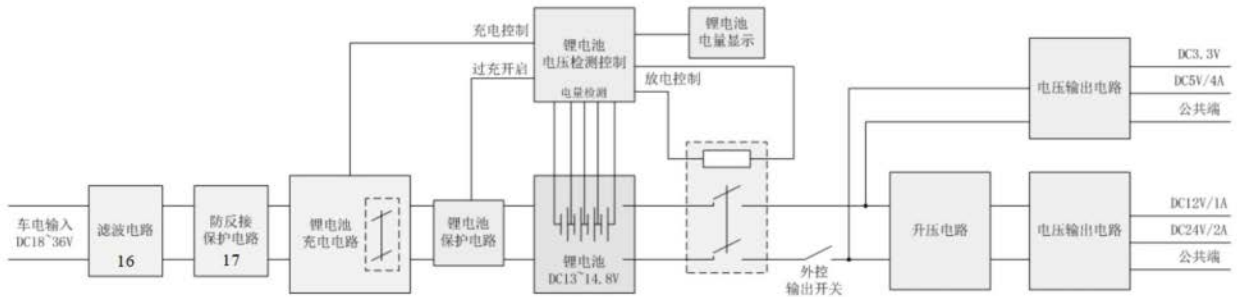 充电控制
过充开启
锂电池
电压检测控制
电量检测
锂电池
电量显示
放电控制
车电输入
DC18~36V
滤波电路
16
防反接
保护电路
17
锂电池
充电电路
锂电池
保护电路
锂电池
DC13~14.8V
外控
输出开关
电压输出电路
DC3.3V
DC5V/4A
公共端
升压电路
电压输出电路
DC12V/1A
DC24V/2A
公共端